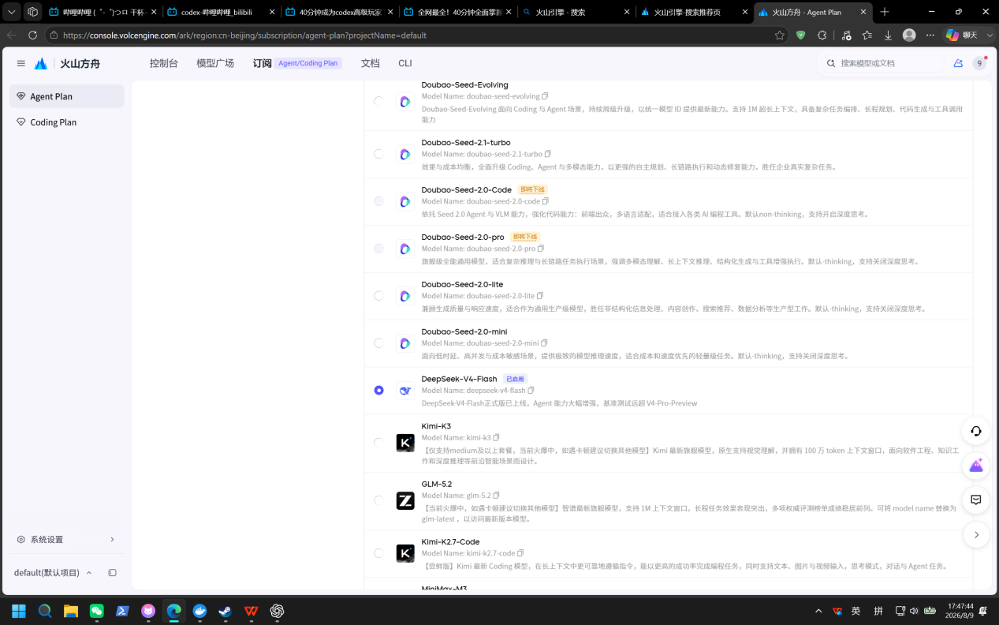 哔哩哔哩 (゜-゜)つロ 干杯~
codex-哔哩哔哩_bilibili
40分钟成为codex高级玩家
全网最全！40分钟全面掌握
火山引擎 - 搜索
火山引擎-搜索推荐页
火山方舟 - Agent Plan
https://console.volcengine.com/ark/region:cn-beijing/subscription/agent-plan?projectName=default
聊天
火山方舟
控制台
模型广场
订阅
Agent/Coding Plan
文档
CLI
搜索模型或文档
9
Agent Plan
Coding Plan
Doubao-Seed-Evolving
Model Name: doubao-seed-evolving
Doubao-Seed-Evolving 面向 Coding 与 Agent 场景，持续周级升级，以统一模型 ID 提供最新能力。支持 1M 超长上下文，具备复杂任务编排、长程规划、代码生成与工具调用
能力
Doubao-Seed-2.1-turbo
Model Name: doubao-seed-2.1-turbo
效果与成本均衡，全面升级 Coding、Agent 与多模态能力，以更强的自主规划、长链路执行和动态修复能力，胜任企业真实复杂任务。
Doubao-Seed-2.0-Code 即将下线
Model Name: doubao-seed-2.0-code
依托 Seed 2.0 Agent 与 VLM 能力，强化代码能力：前端出众，多语言适配，适合接入各类 AI 编程工具。默认non-thinking，支持开启深度思考。
Doubao-Seed-2.0-pro 即将下线
Model Name: doubao-seed-2.0-pro
旗舰级全能通用模型，适合复杂推理与长链路任务执行场景，强调多模态理解、长上下文推理、结构化生成与工具增强执行。默认-thinking，支持关闭深度思考。
Doubao-Seed-2.0-lite
Model Name: doubao-seed-2.0-lite
兼顾生成质量与响应速度，适合作为通用生产级模型，胜任非结构化信息处理、内容创作、搜索推荐、数据分析等生产型工作。默认-thinking，支持关闭深度思考。
Doubao-Seed-2.0-mini
Model Name: doubao-seed-2.0-mini
面向低时延、高并发与成本敏感场景，提供极致的模型推理速度，适合成本和速度优先的轻量级任务。默认-thinking，支持关闭深度思考。
DeepSeek-V4-Flash 已启用
Model Name: deepseek-v4-flash
DeepSeek-V4-Flash正式版已上线，Agent 能力大幅增强，基准测试远超 V4-Pro-Preview
Kimi-K3
Model Name: kimi-k3
【仅支持medium及以上套餐，当前火爆中，如遇卡顿建议切换其他模型】Kimi 最新旗舰模型，原生支持视觉理解，并拥有 100 万 token 上下文窗口，面向软件工程、知识工
作和深度推理等前沿智能场景而设计。
GLM-5.2
Model Name: glm-5.2
【当前火爆中，如遇卡顿建议切换其他模型】智谱最新旗舰模型，支持 1M 上下文窗口，长程任务效果表现突出，多项权威评测榜单成绩稳居前列。可将 model name 替换为
glm-latest ，以访问最新版本模型。
Kimi-K2.7-Code
Model Name: kimi-k2.7-code
【尝鲜版】Kimi 最新 Coding 模型，在长上下文中更可靠地遵循指令，能以更高的成功率完成编程任务，同时支持文本、图片与视频输入，思考模式，对话与 Agent 任务。
MiniMax-M3
系统设置
default(默认项目)
英
拼
17:47:44
2026/8/9